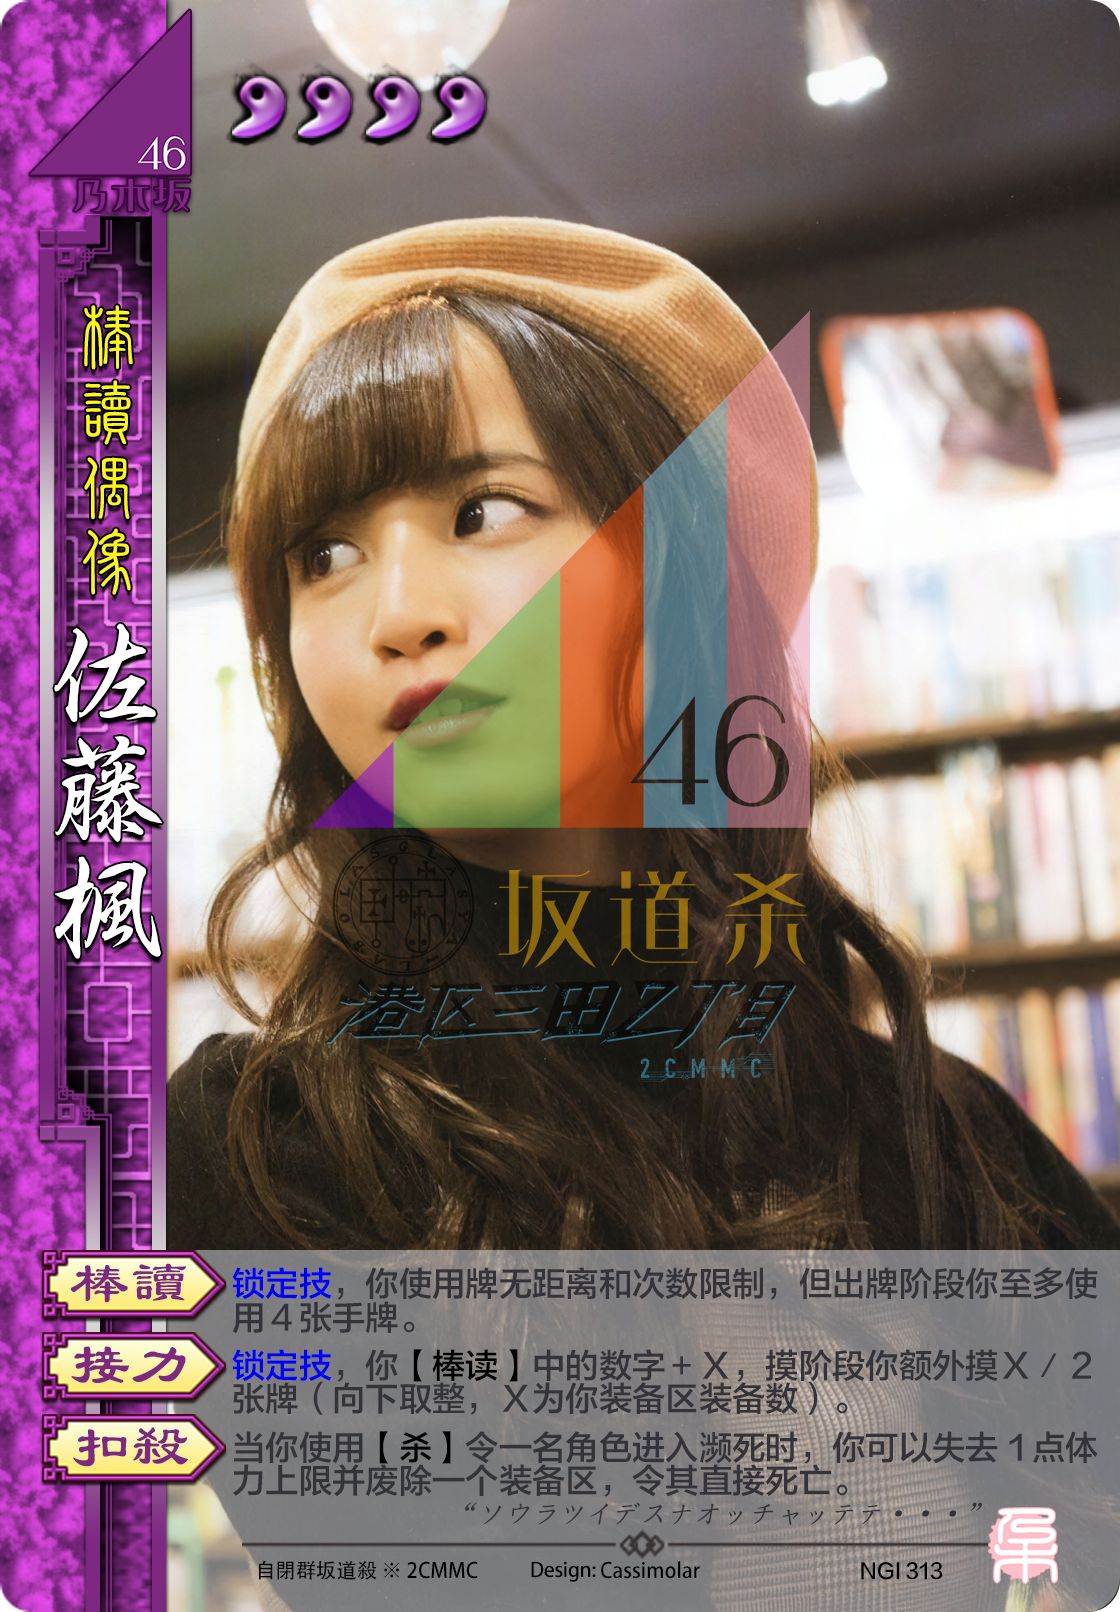 46
乃木坂
棒讀偶像
佐藤楓
46
坂道杀
港区三田2丁目
2CMMC
棒讀
锁定技，你使用牌无距离和次数限制，但出牌阶段你至多使
用4张手牌。
接力
锁定技，你【棒读】中的数字＋X，摸阶段你额外摸X／2
张牌（向下取整，X为你装备区装备数）。
扣殺
当你使用【杀】令一名角色进入濒死时，你可以失去1点体
力上限并废除一个装备区，令其直接死亡。
“ソウラツイデスナオッチャッテテ・・・”
自閉群坂道殺 ※ 2CMMC
Design: Cassimolar
NGI 313